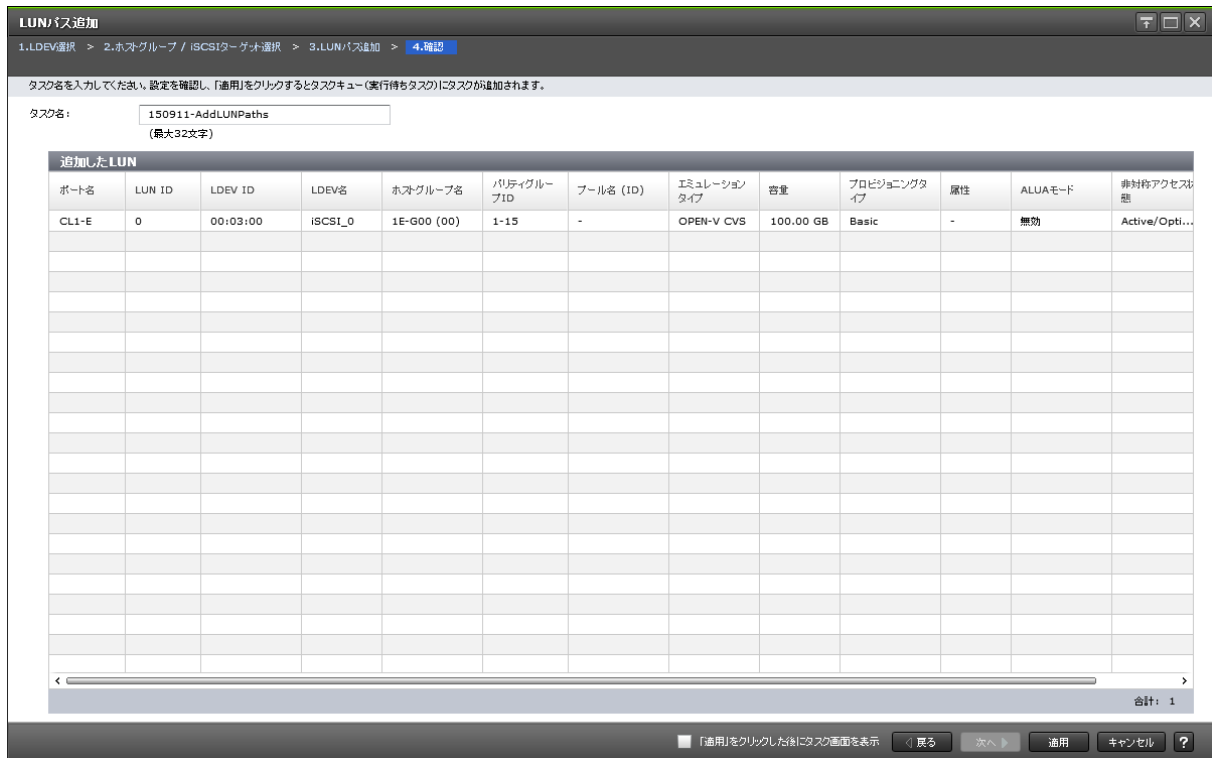 LUNパス追加
1.LDEV選択 > 2.ホストグループ / iSCSIターゲット選択 > 3.LUNパス追加 > 4.確認
タスク名を入力してください。設定を確認し、「適用」をクリックするとタスクキュー(実行待ちタスク)にタスクが追加されます。
タスク名: 150911-AddLUNPaths
(最大32文字)
追加したLUN
ポート名 LUN ID LDEV ID LDEV名 ホストグループ名 パリティグループID プール名 (ID) エミュレーションタイプ 容量 プロビジョニングタイプ 属性 ALUAモード 非対称アクセス状態
CL1-E 0 00:03:00 iSCSI_0 1E-G00 (00) 1-15 - OPEN-V CVS 100.00 GB Basic - 無効 Active/Opti...
合計: 1
「適用」をクリックした後にタスク画面を表示 戻る 次へ 適用 キャンセル ?